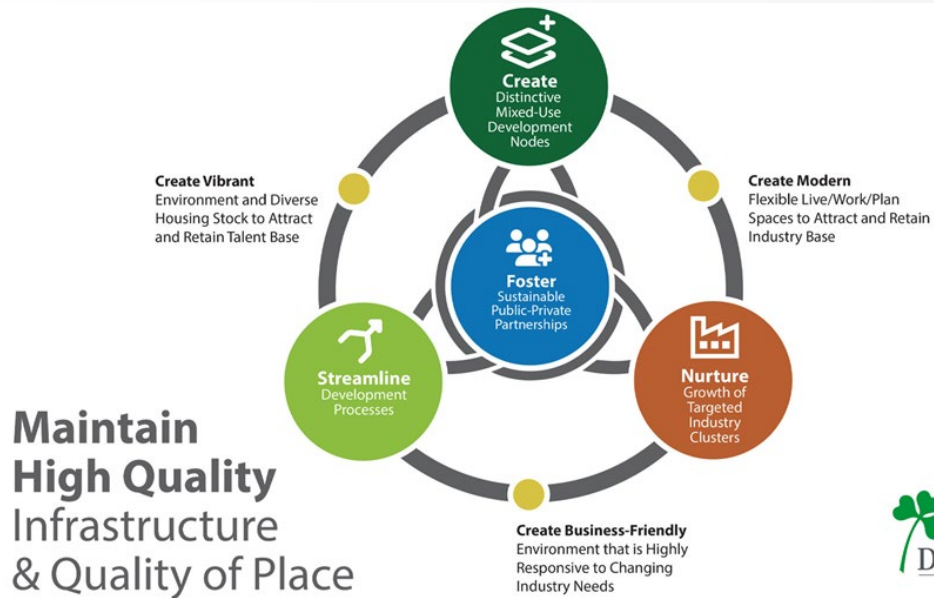 Create
Distinctive
Mixed-Use
Development
Nodes
Create Vibrant
Environment and Diverse
Housing Stock to Attract
and Retain Talent Base
Create Modern
Flexible Live/Work/Plan
Spaces to Attract and Retain
Industry Base
Foster
Sustainable
Public-Private
Partnerships
Streamline
Development
Processes
Nurture
Growth of
Targeted
Industry
Clusters
Maintain
High Quality
Infrastructure
& Quality of Place
Create Business-Friendly
Environment that is Highly
Responsive to Changing
Industry Needs
D